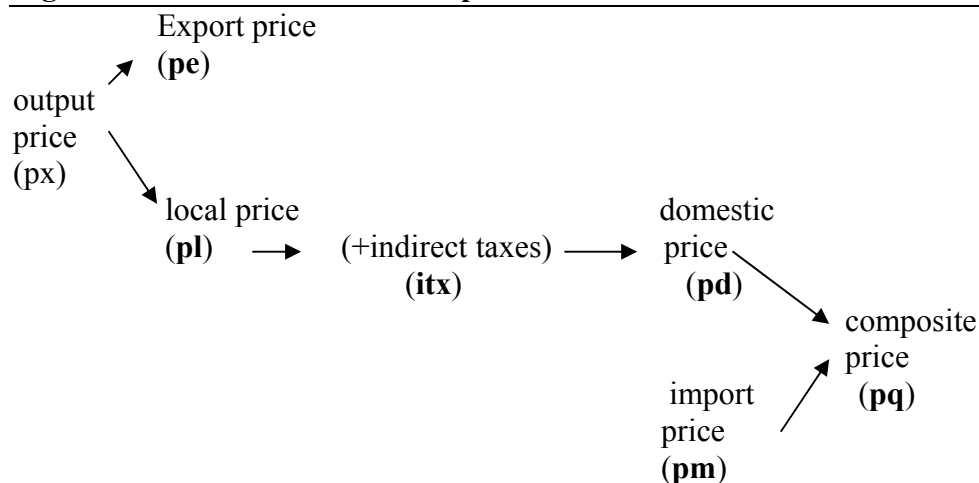 Export price
(pe)
output
price
(px)
local price
(pl)
(+indirect taxes)
(itx)
domestic
price
(pd)
composite
price
(pq)
import
price
(pm)